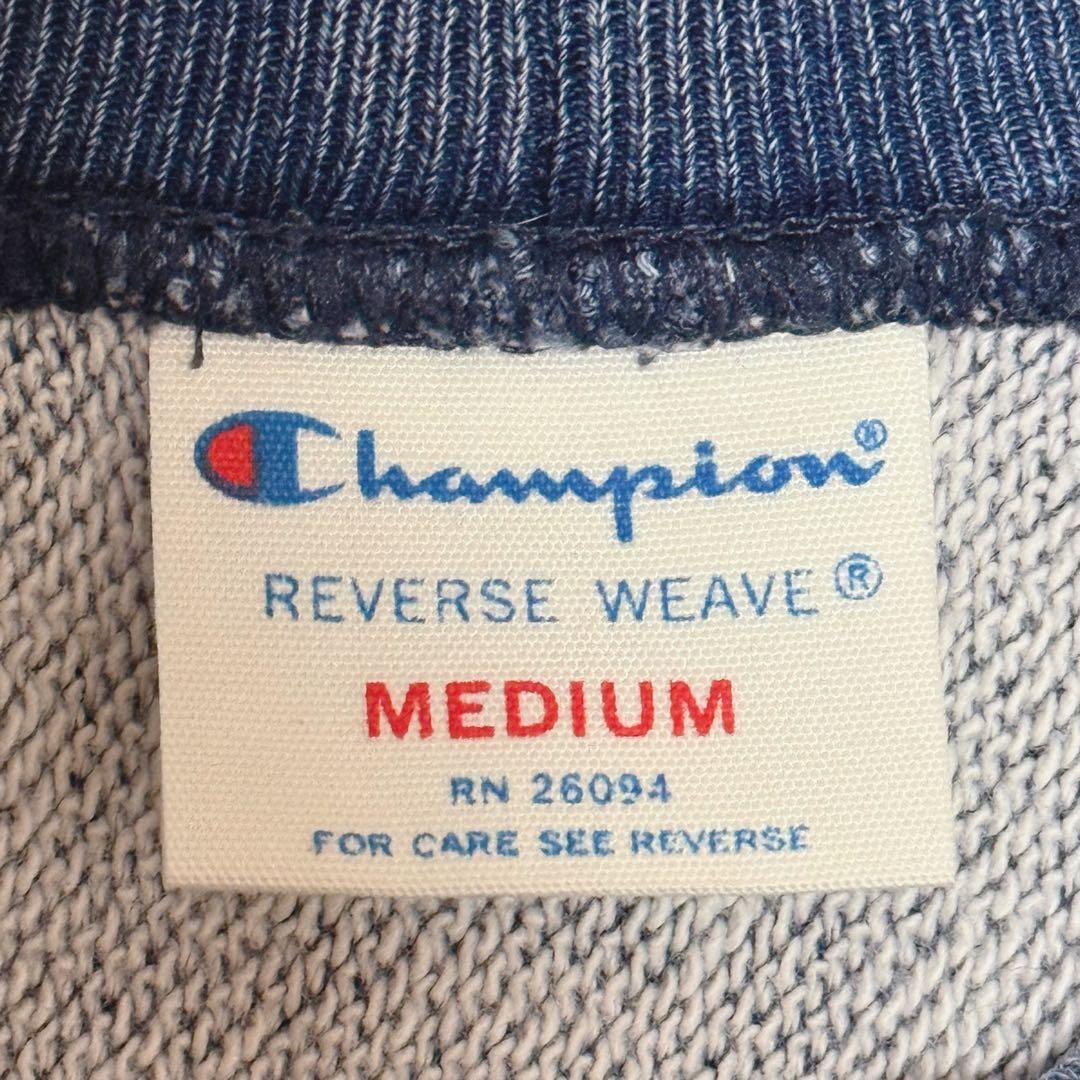 Champion®
REVERSE WEAVE®
MEDIUM
RN 26094
FOR CARE SEE REVERSE